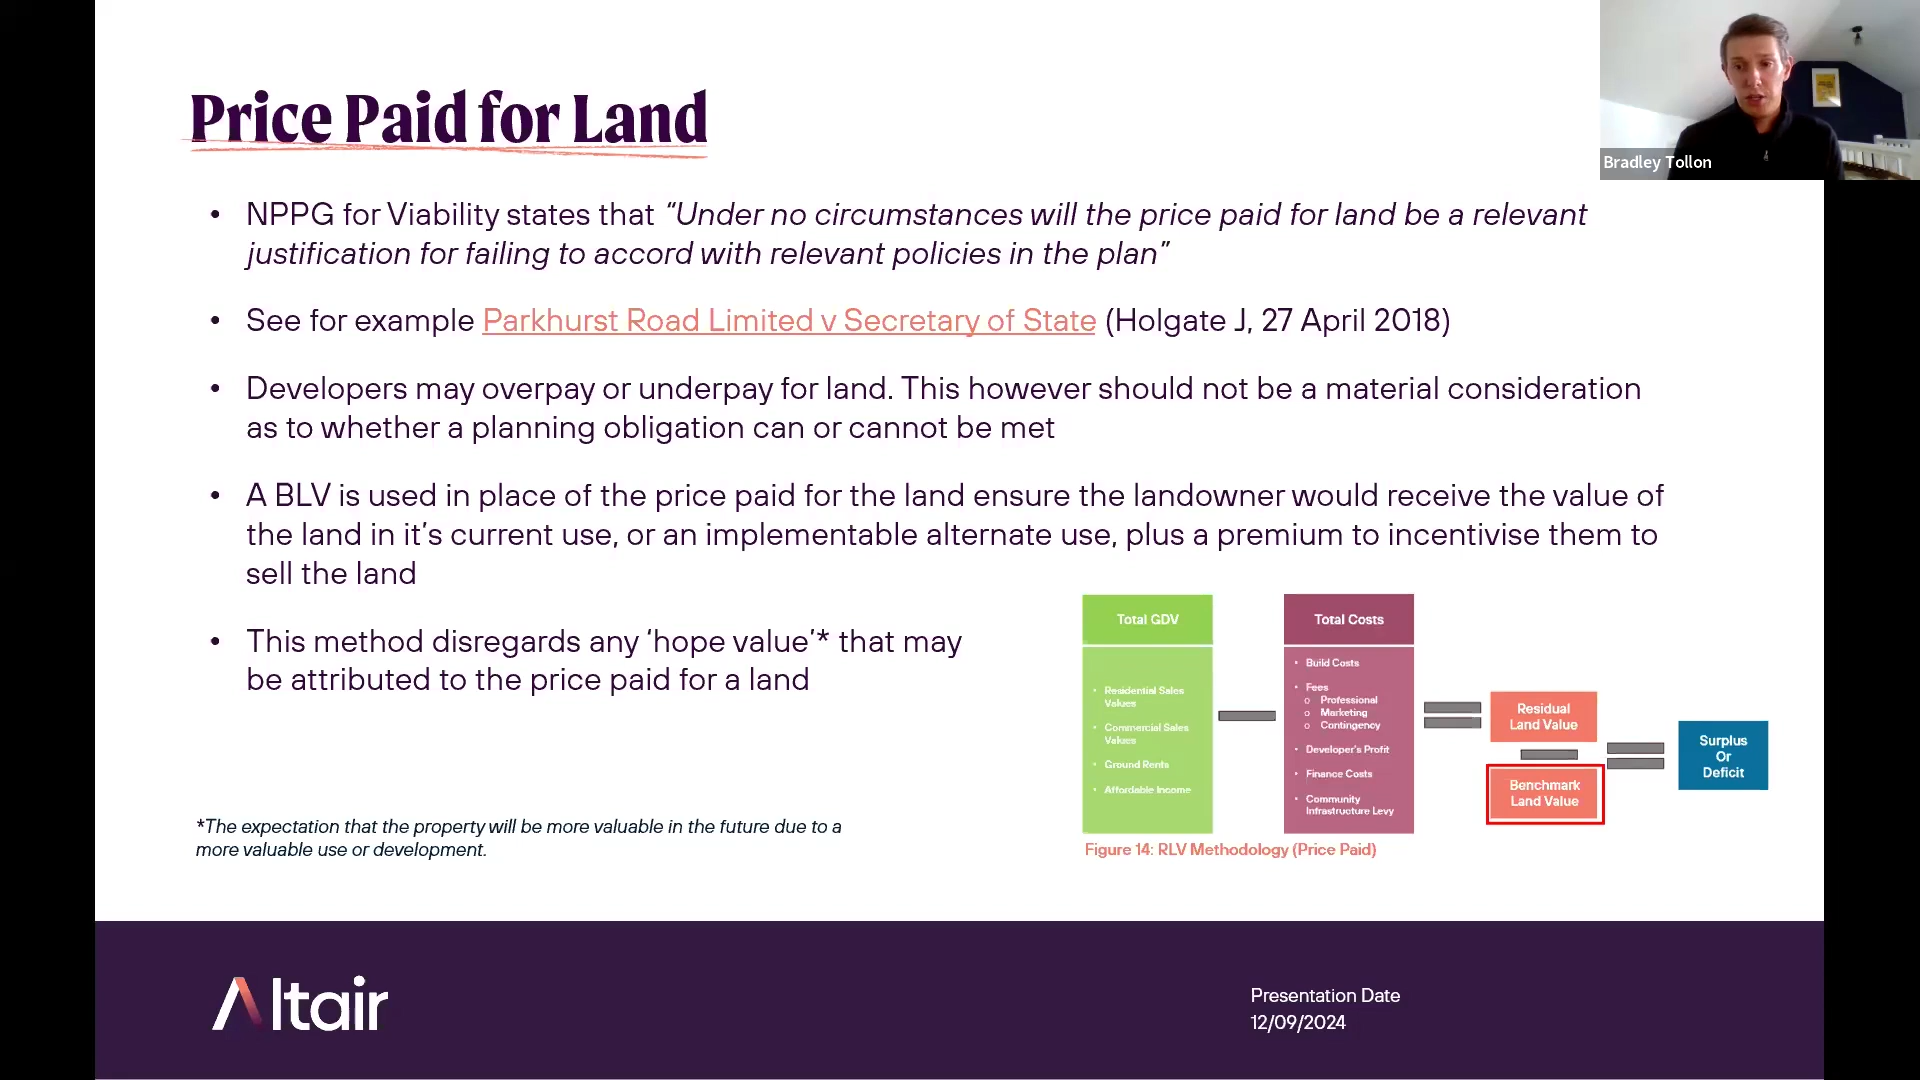 Price Paid for Land
Bradley Tollon
• NPPG for Viability states that “Under no circumstances will the price paid for land be a relevant
justification for failing to accord with relevant policies in the plan”
• See for example Parkhurst Road Limited v Secretary of State (Holgate J, 27 April 2018)
• Developers may overpay or underpay for land. This however should not be a material consideration
as to whether a planning obligation can or cannot be met
• A BLV is used in place of the price paid for the land ensure the landowner would receive the value of
the land in it’s current use, or an implementable alternate use, plus a premium to incentivise them to
sell the land
• This method disregards any ‘hope value’* that may
be attributed to the price paid for a land
*The expectation that the property will be more valuable in the future due to a
more valuable use or development.
Total GDV
• Residential Sales
Values
• Commercial Sales
Values
• Ground Rents
• Affordable Income
Total Costs
• Build Costs
• Fees
o Professional
o Marketing
o Contingency
• Developer's Profit
• Finance Costs
• Community
Infrastructure Levy
Residual
Land Value
Benchmark
Land Value
Surplus
Or
Deficit
Figure 14: RLV Methodology (Price Paid)
Altair
Presentation Date
12/09/2024